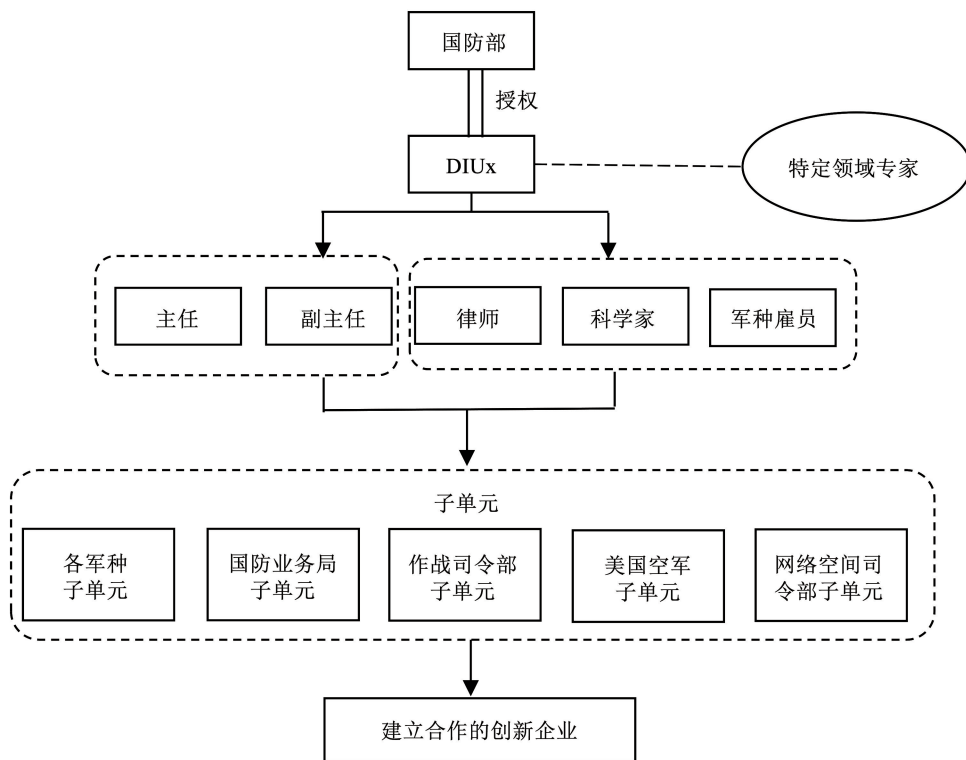 国防部
授权
DIUx
特定领域专家
主任
副主任
律师
科学家
军种雇员
子单元
各军种
子单元
国防业务局
子单元
作战司令部
子单元
美国空军
子单元
网络空间司
令部子单元
建立合作的创新企业